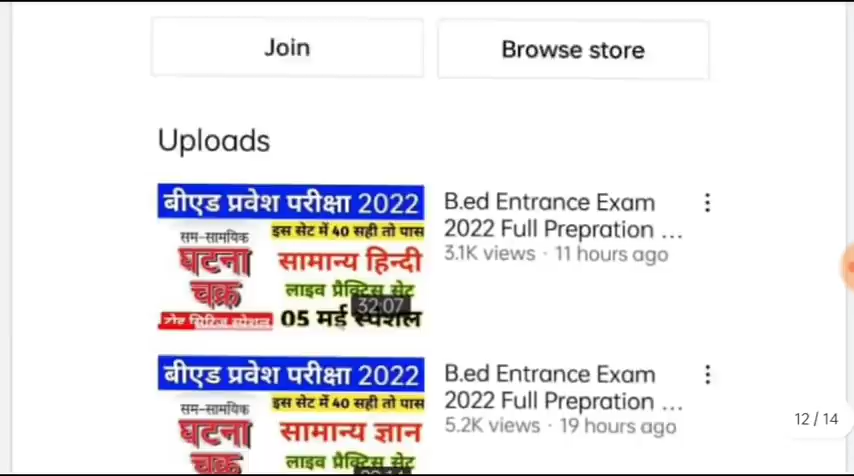 Join
Browse store
Uploads
बीएड प्रवेश परीक्षा 2022
सम-सामयिक
घटना
चक्र
इस सेट में 40 सही तो पास
सामान्य हिन्दी
लाइव प्रैक्टिस सेट
32:07
05 मई स्पेशल
B.ed Entrance Exam
2022 Full Prepration ...
3.1K views · 11 hours ago
बीएड प्रवेश परीक्षा 2022
सम-सामयिक
घटना
चक्र
इस सेट में 40 सही तो पास
सामान्य ज्ञान
लाइव प्रैक्टिस सेट
B.ed Entrance Exam
2022 Full Prepration ...
5.2K views · 19 hours ago
12 / 14